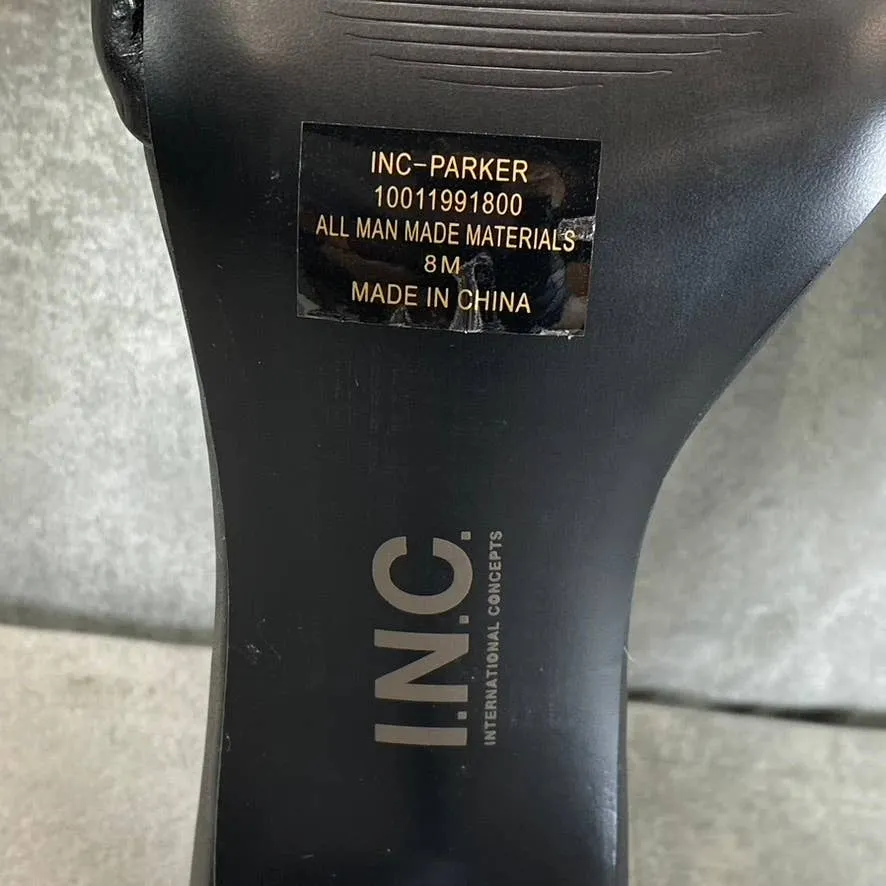 INC-PARKER
10011991800
ALL MAN MADE MATERIALS
8M
MADE IN CHINA
I.N.C.
INTERNATIONAL CONCEPTS